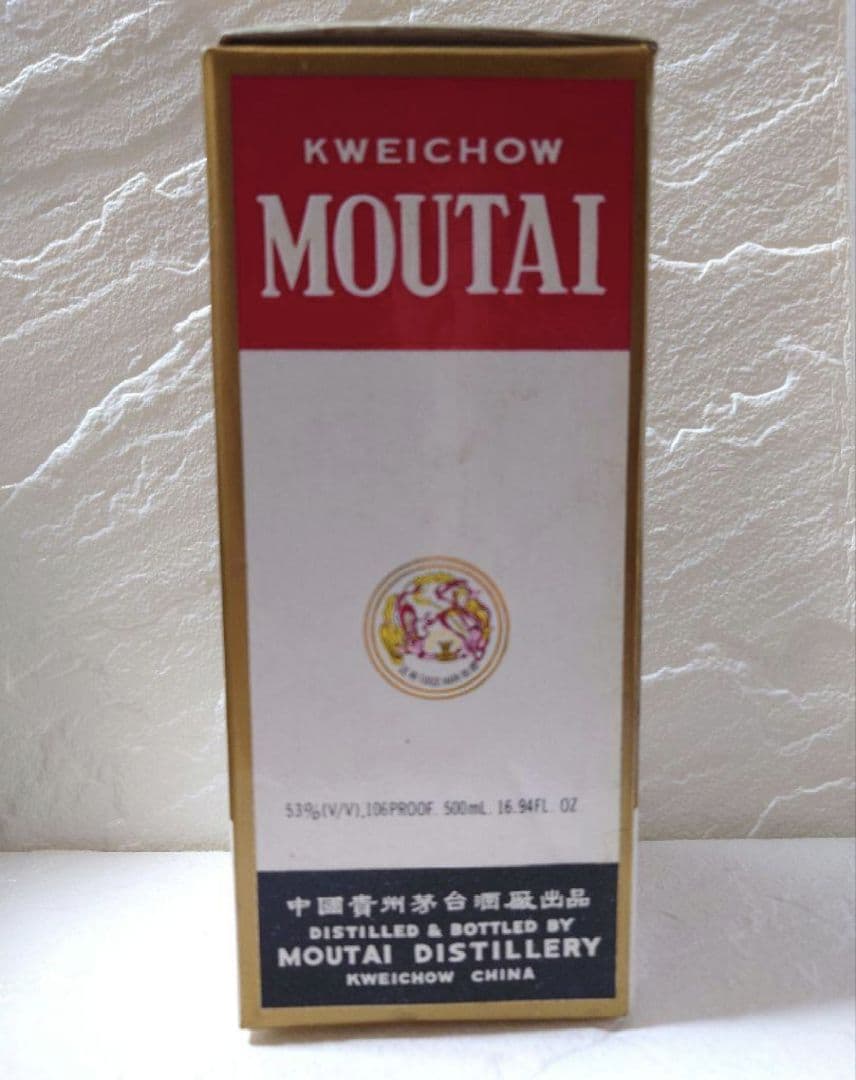 KWEICHOW
MOUTAI
53%(V/V),106PROOF. 500mL. 16.94FL. OZ
中國貴州茅台酒厰出品
DISTILLED & BOTTLED BY
MOUTAI DISTILLERY
KWEICHOW CHINA